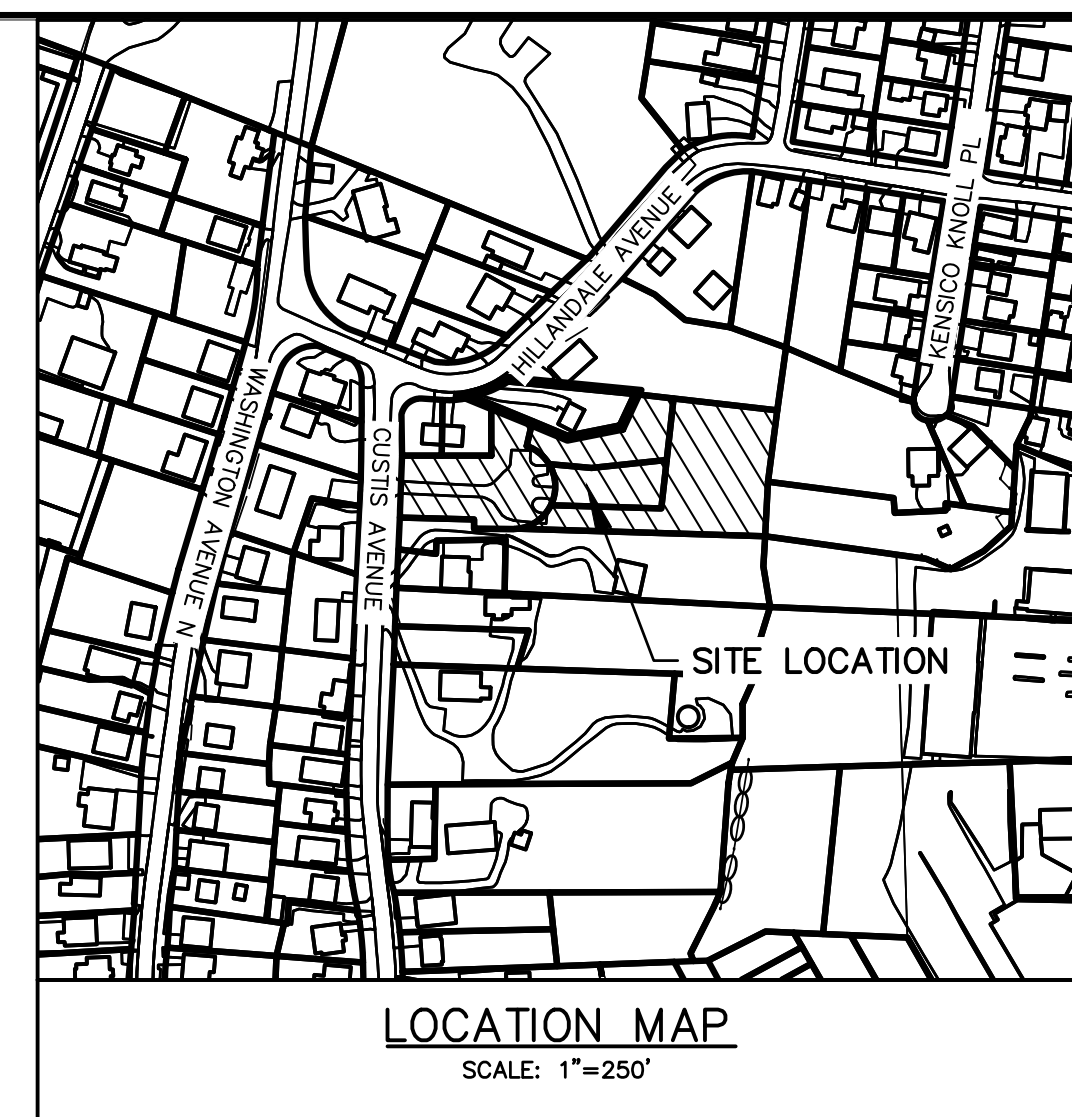 KENSICO KNOLL PL
HILLANDALE AVENUE
WASHINGTON AVENUE N
CUSTIS AVENUE
SITE LOCATION
LOCATION MAP
SCALE: 1"=250'